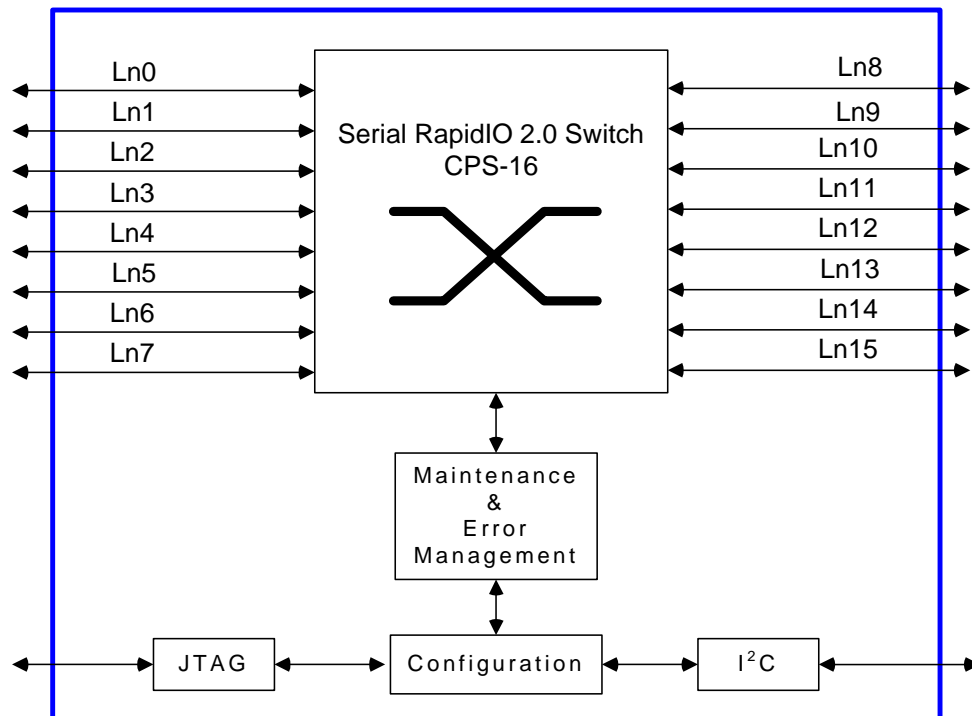 Ln0
Ln1
Ln2
Ln3
Ln4
Ln5
Ln6
Ln7
Serial RapidIO 2.0 Switch
CPS-16
Ln8
Ln9
Ln10
Ln11
Ln12
Ln13
Ln14
Ln15
Maintenance
&
Error
Management
JTAG
Configuration
I²C